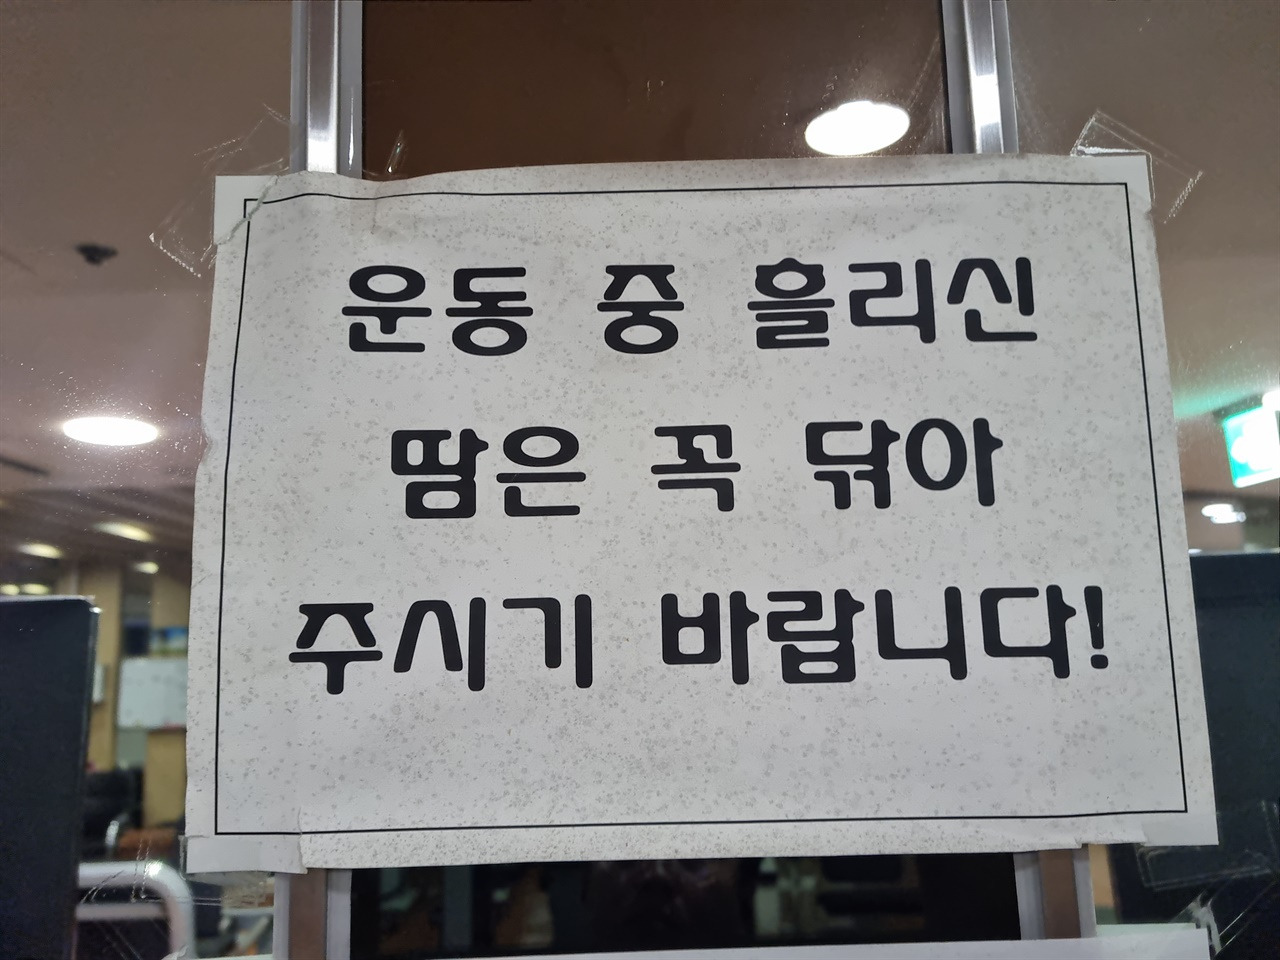 운동 중 흘리신
땀은 꼭 닦아
주시기 바랍니다!